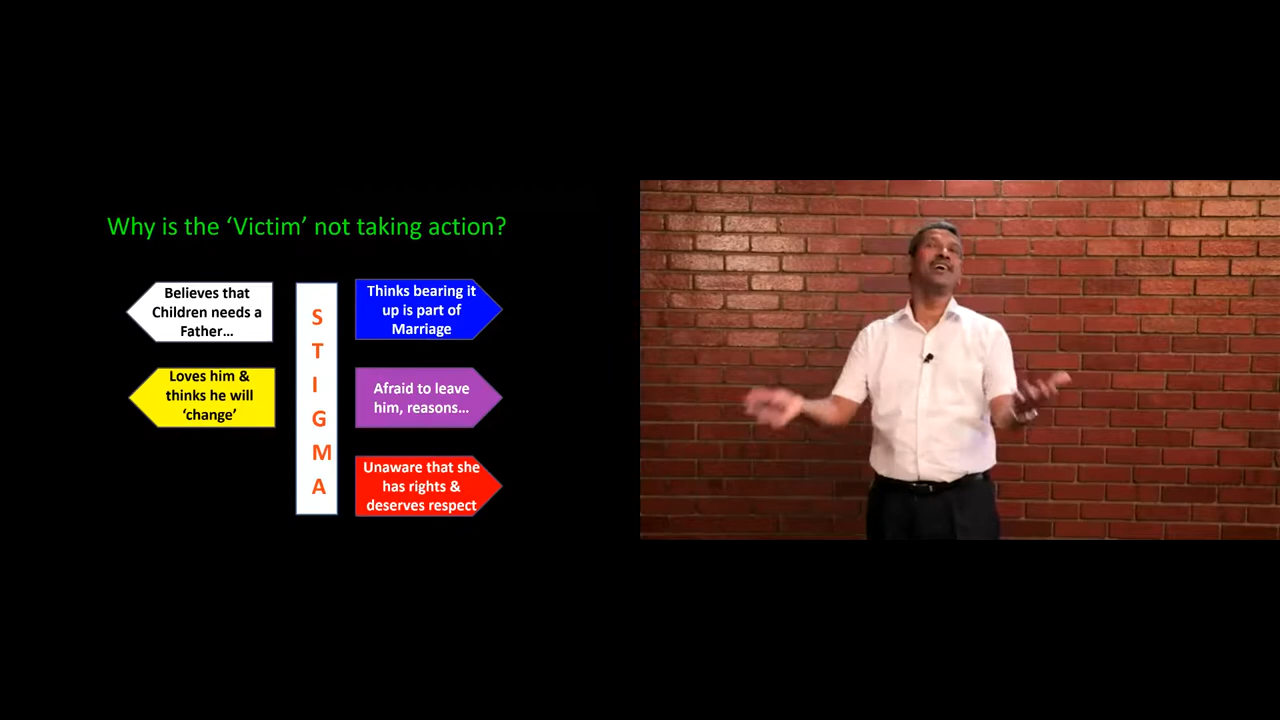 Why is the ‘Victim’ not taking action?
Believes that
Children needs a
Father...
Loves him &
thinks he will
‘change’
S
T
I
G
M
A
Thinks bearing it
up is part of
Marriage
Afraid to leave
him, reasons...
Unaware that she
has rights &
deserves respect